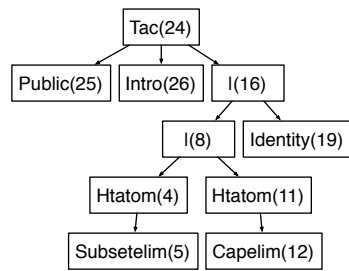 Tac(24)
Public(25) Intro(26) |(16)
|(8) Identity(19)
Htatom(4) Htatom(11)
Subsetelim(5) Capelim(12)